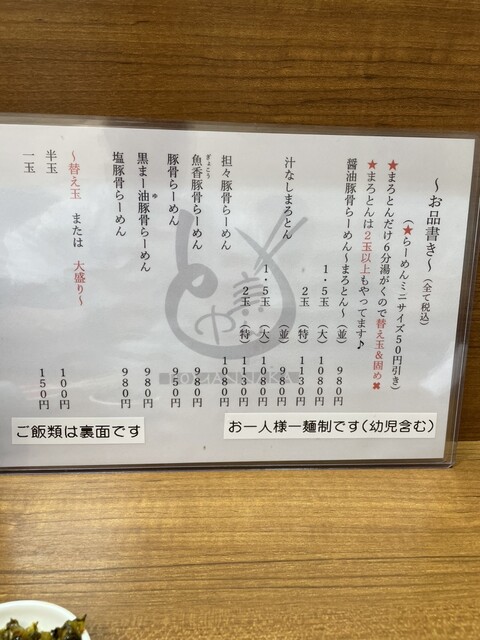 ～お品書き～
（全て税込）
（★らーめんミニサイズ50円引き）
★まろとんだけ6分湯がくので替え玉&固め✖
★まろとんは2玉以上もやってます♪
醤油豚骨らーめん～まろとん～（並）980円
1・5玉（大）1080円
2玉（特）1130円
汁なしまろとん（並）980円
1・5玉（大）1080円
2玉（特）1130円
担々豚骨らーめん 1080円
魚香豚骨らーめん 980円
ぎょこう
豚骨らーめん 950円
黒まー油豚骨らーめん 980円
ゆ
塩豚骨らーめん 980円
～替え玉 または 大盛り～
半玉 100円
一玉 150円
お一人様一麺制です(幼児含む)
ご飯類は裏面です